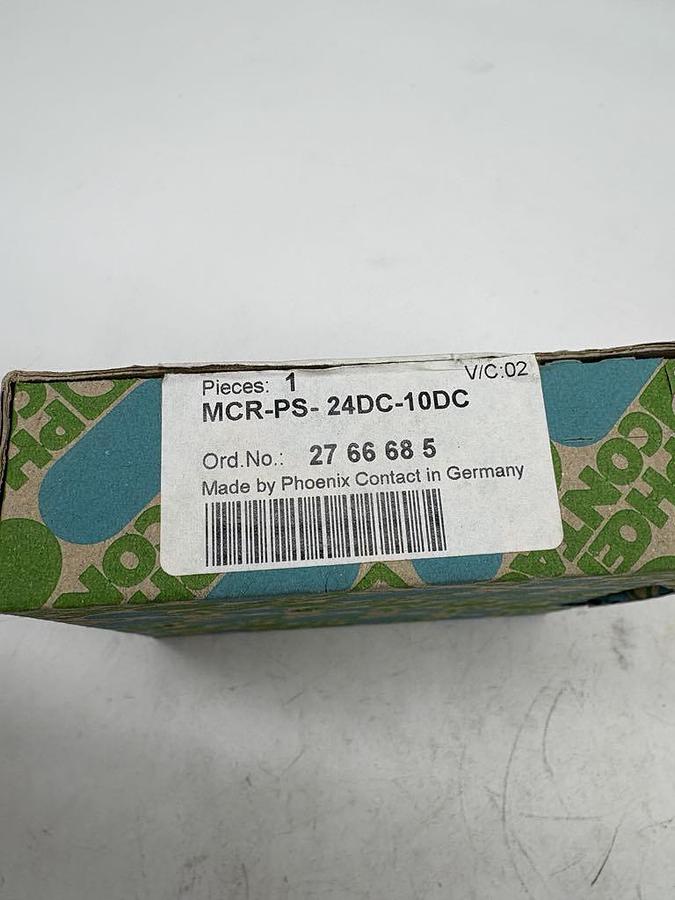 Pieces: 1
V/C:02
MCR-PS- 24DC-10DC
Ord.No.: 27 66 68 5
Made by Phoenix Contact in Germany